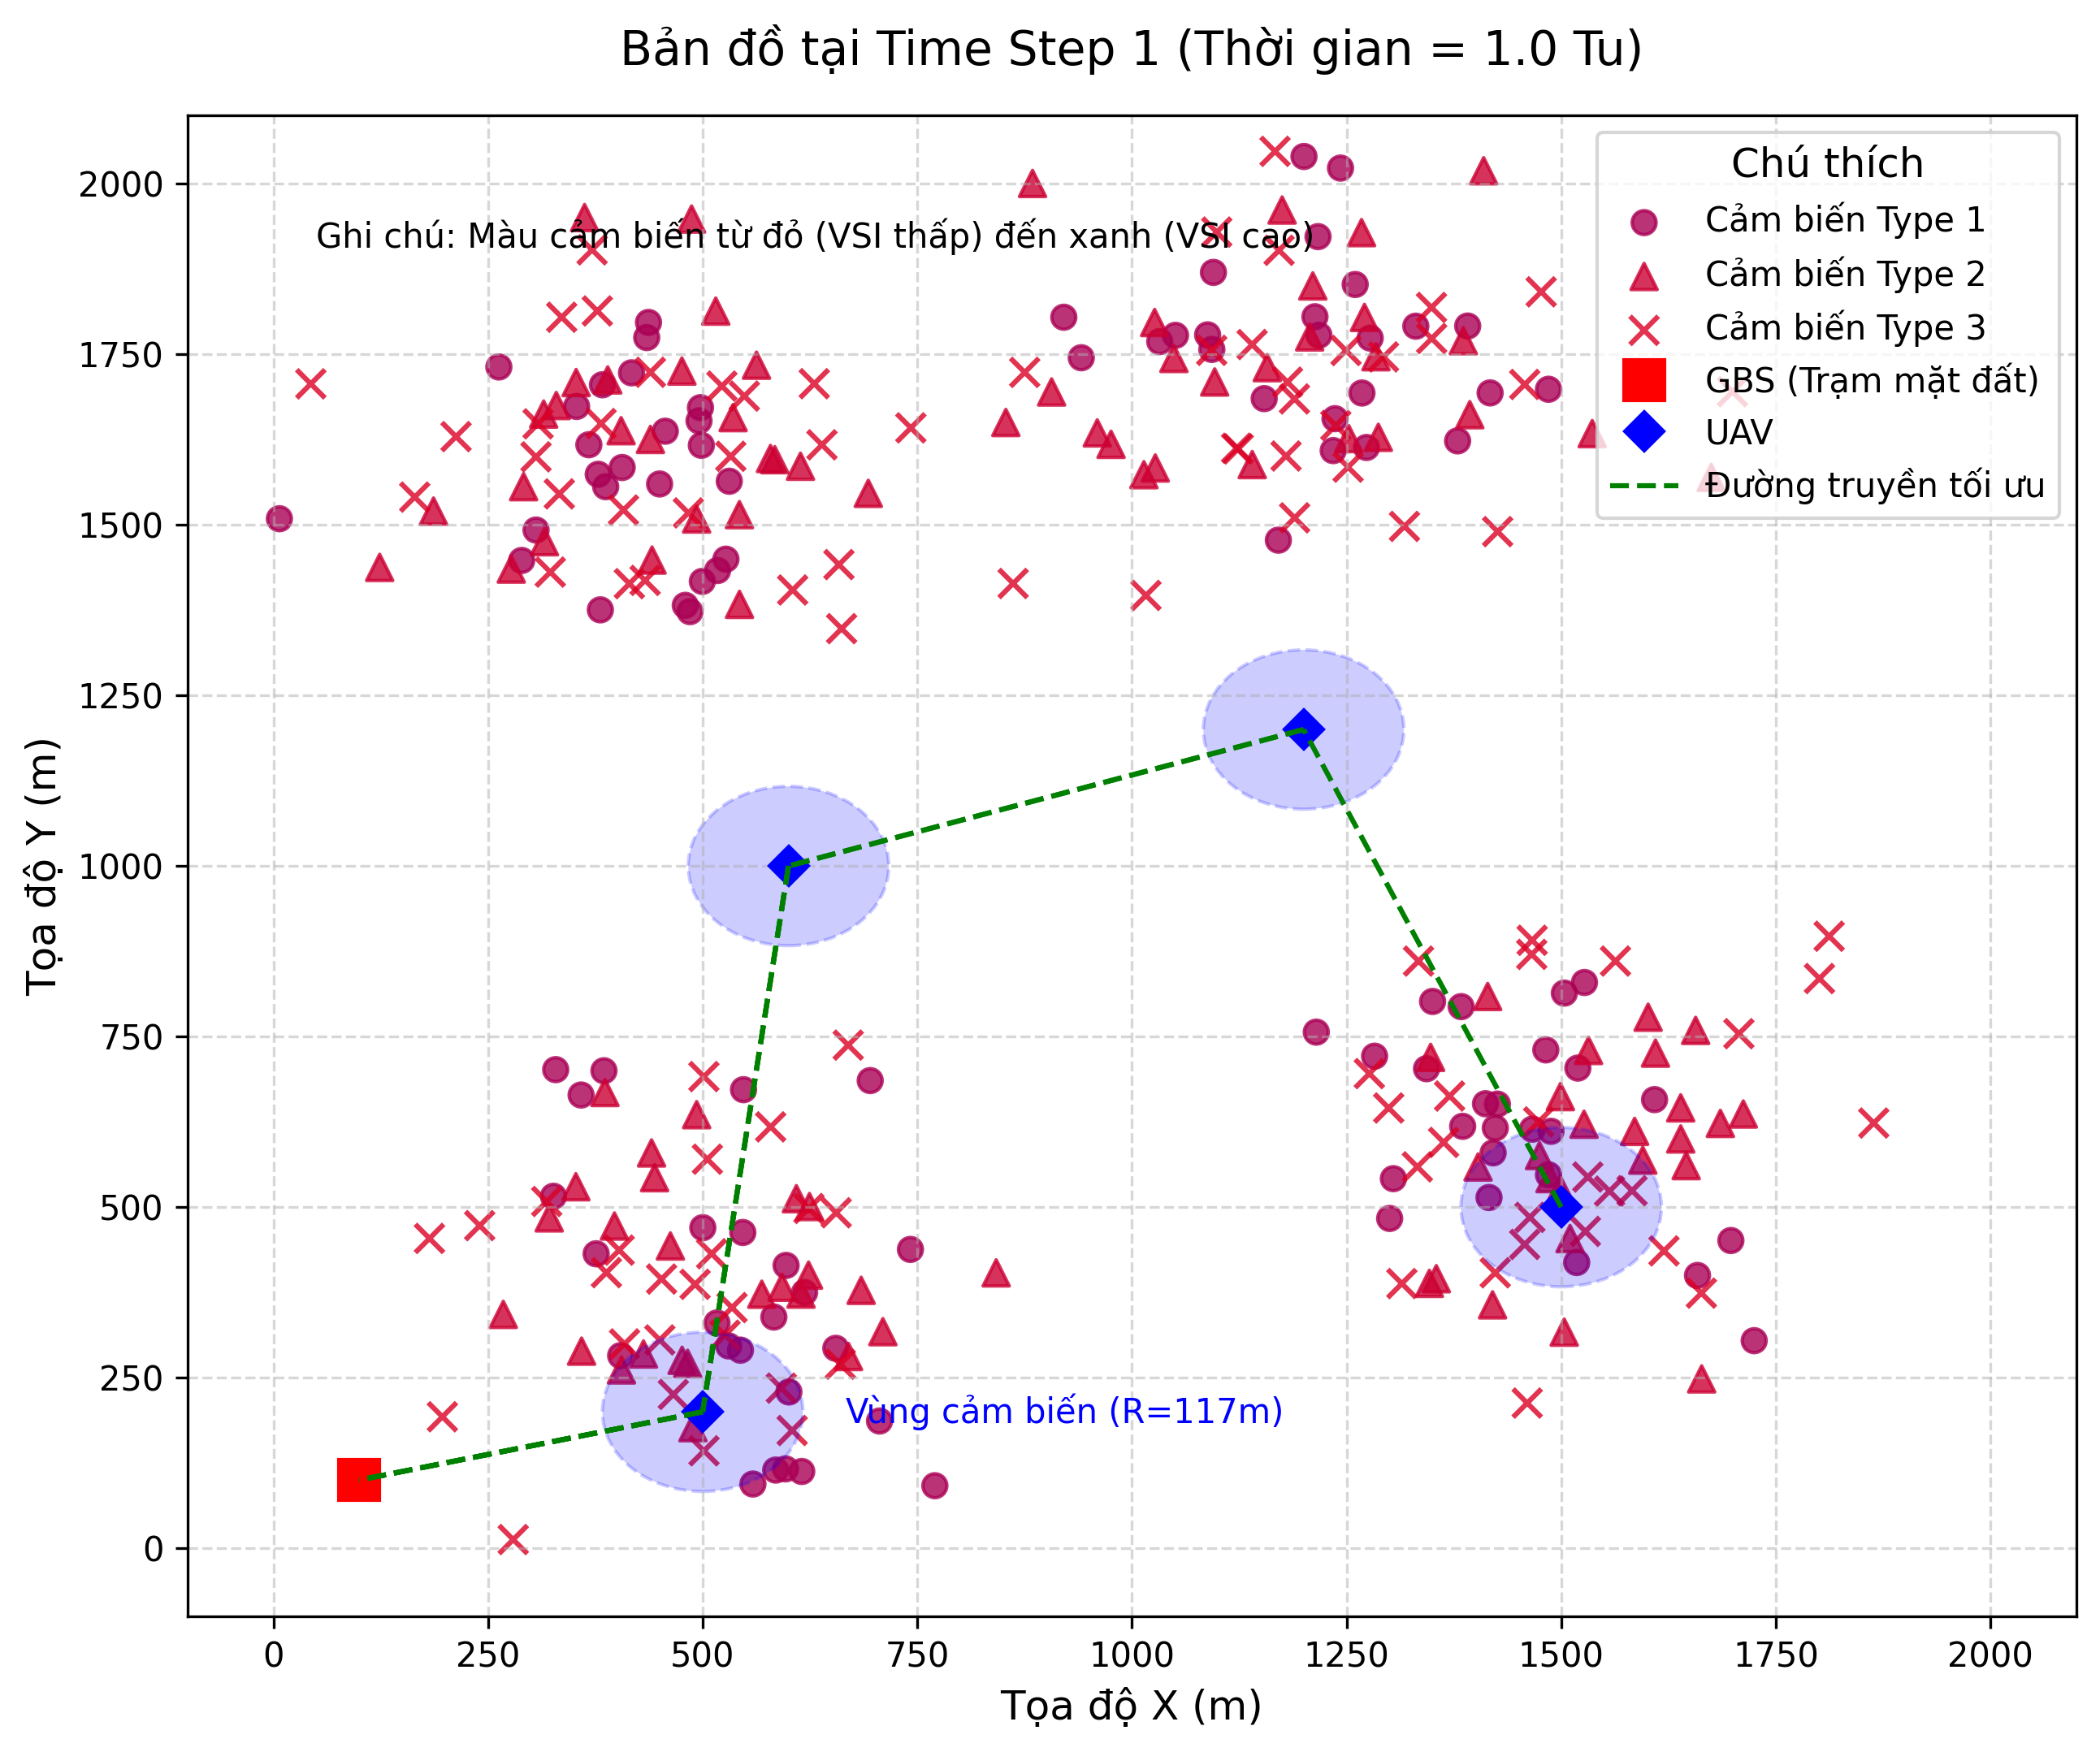 Bản đồ tại Time Step 1 (Thời gian = 1.0 Tu)
Chú thích
Cảm biến Type 1
Cảm biến Type 2
Cảm biến Type 3
GBS (Trạm mặt đất)
UAV
Đường truyền tối ưu
Ghi chú: Màu cảm biến từ đỏ (VSI thấp) đến xanh (VSI cao)
Vùng cảm biến (R=117m)
Tọa độ Y (m)
2000
1750
1500
1250
1000
750
500
250
0
0 250 500 750 1000 1250 1500 1750 2000
Tọa độ X (m)